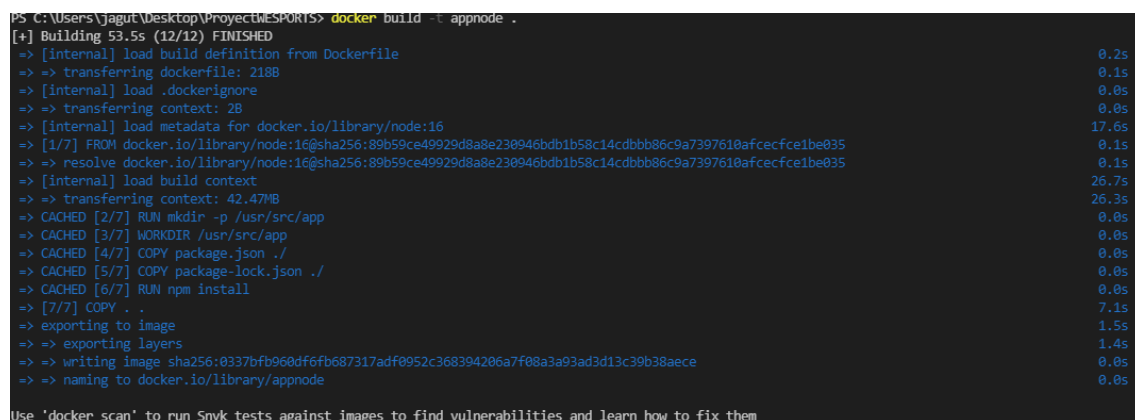 PS C:\Users\jagut\Desktop\ProyectWESPORTS> docker build -t appnode .
[+] Building 53.5s (12/12) FINISHED
=> [internal] load build definition from Dockerfile 0.2s
=> => transferring dockerfile: 218B 0.1s
=> [internal] load .dockerignore 0.0s
=> => transferring context: 2B 0.0s
=> [internal] load metadata for docker.io/library/node:16 17.6s
=> [1/7] FROM docker.io/library/node:16@sha256:89b59ce49929d8a8e230946bdb1b58c14cdbbb86c9a7397610afcecfce1be035 0.1s
=> => resolve docker.io/library/node:16@sha256:89b59ce49929d8a8e230946bdb1b58c14cdbbb86c9a7397610afcecfce1be035 0.1s
=> [internal] load build context 26.7s
=> => transferring context: 42.47MB 26.3s
=> CACHED [2/7] RUN mkdir -p /usr/src/app 0.0s
=> CACHED [3/7] WORKDIR /usr/src/app 0.0s
=> CACHED [4/7] COPY package.json ./ 0.0s
=> CACHED [5/7] COPY package-lock.json ./ 0.0s
=> CACHED [6/7] RUN npm install 0.0s
=> [7/7] COPY . . 7.1s
=> exporting to image 1.5s
=> => exporting layers 1.4s
=> => writing image sha256:0337bfb960df6fb687317adf0952c368394206a7f08a3a93ad3d13c39b38aece 0.0s
=> => naming to docker.io/library/appnode 0.0s
Use 'docker scan' to run Snyk tests against images to find vulnerabilities and learn how to fix them